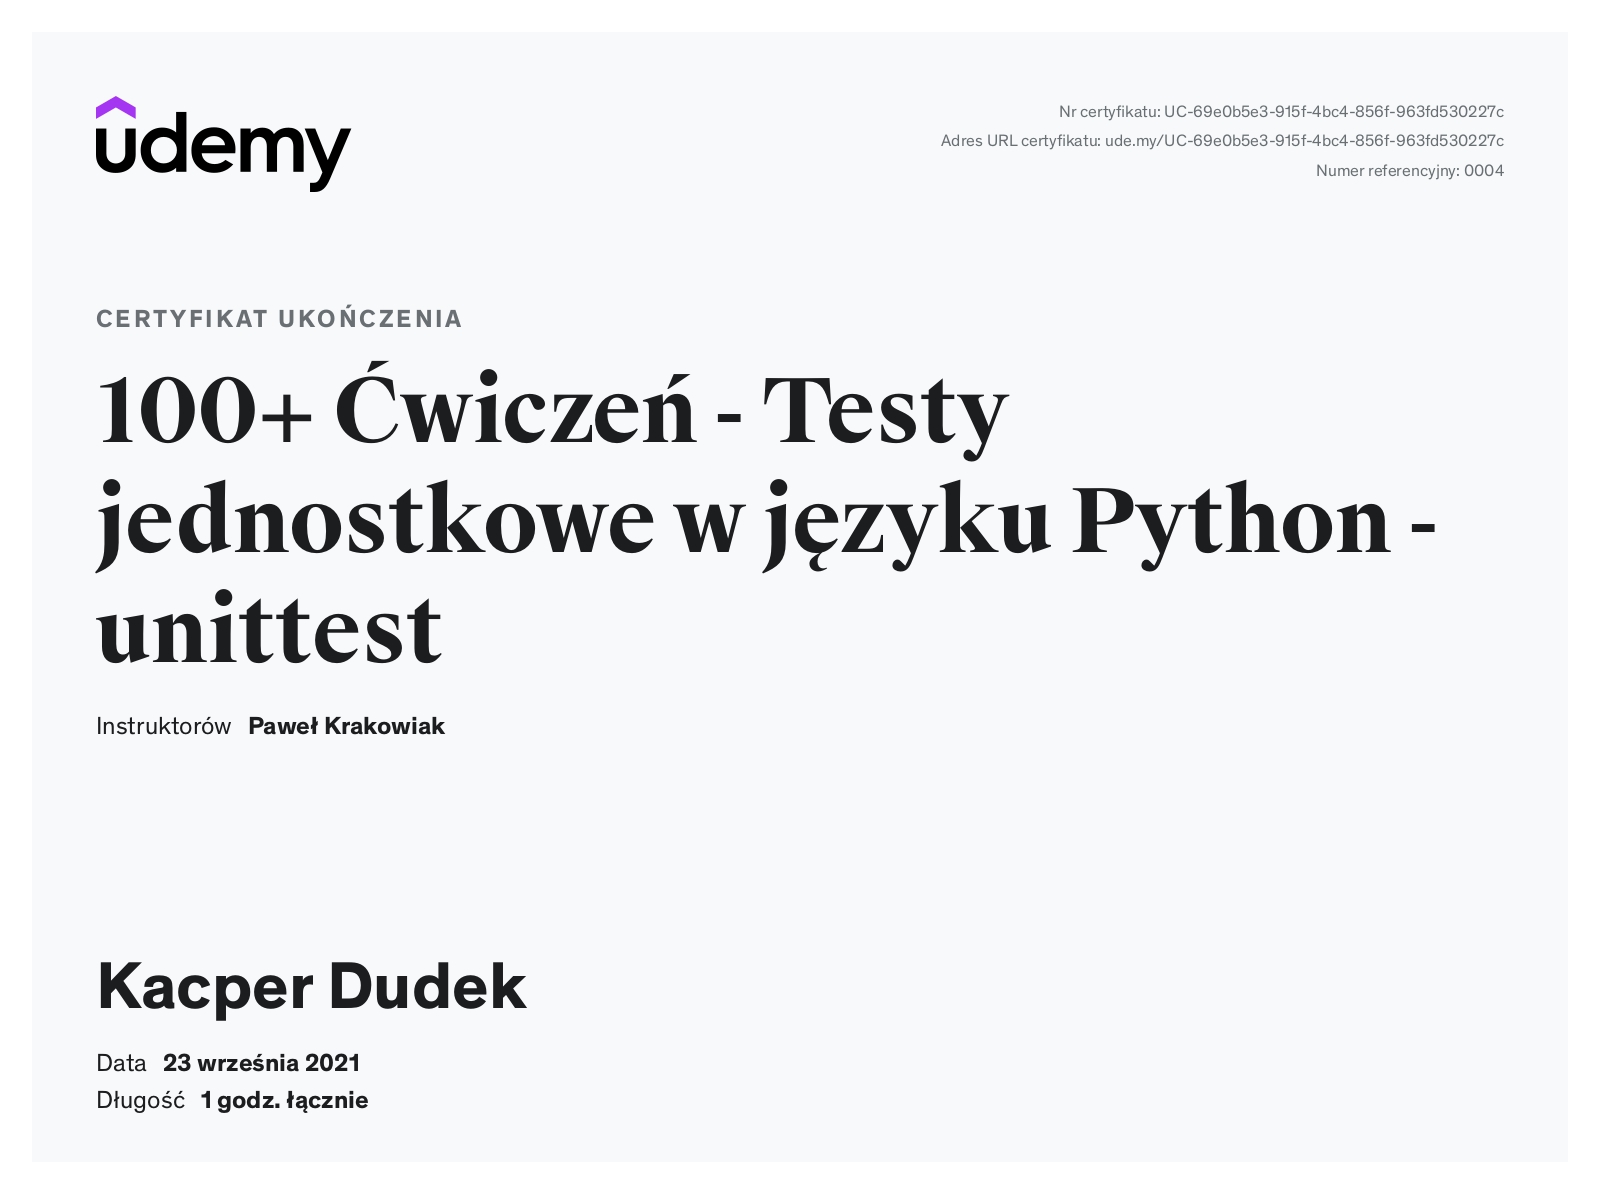 udemy
Nr certyfikatu: UC-69e0b5e3-915f-4bc4-856f-963fd530227c
Adres URL certyfikatu: ude.my/UC-69e0b5e3-915f-4bc4-856f-963fd530227c
Numer referencyjny: 0004
CERTYFIKAT UKOŃCZENIA
100+ Ćwiczeń - Testy
jednostkowe w języku Python -
unittest
Instruktorów Paweł Krakowiak
Kacper Dudek
Data 23 września 2021
Długość 1 godz. łącznie